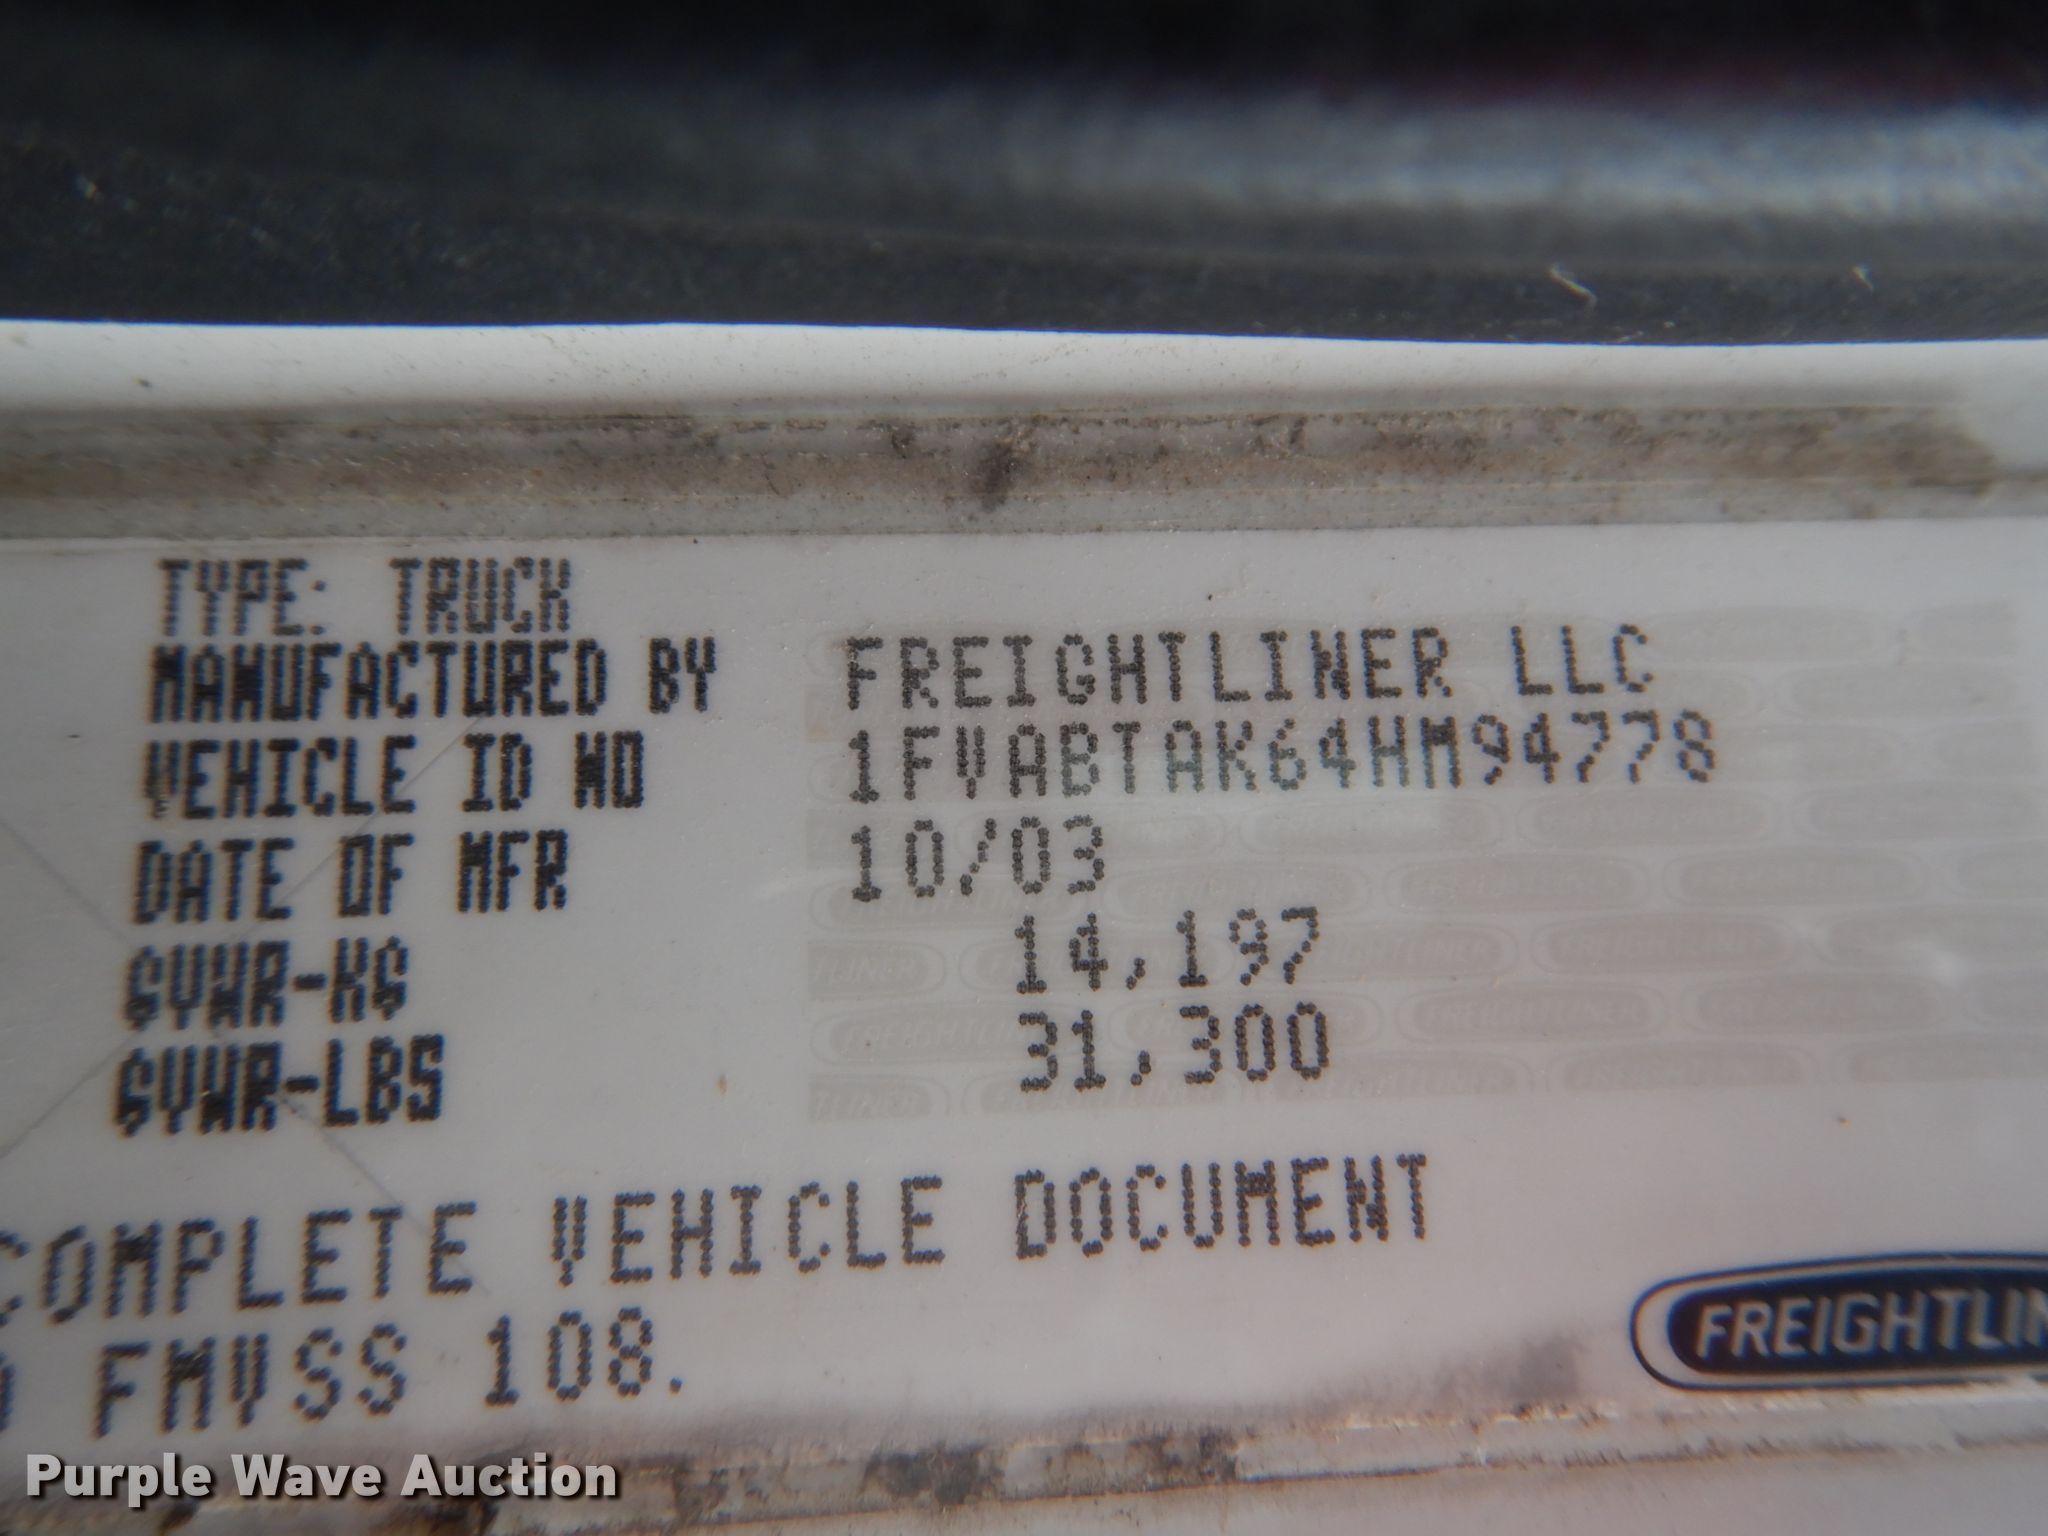 TYPE: TRUCK
MANUFACTURED BY FREIGHTLINER LLC
VEHICLE ID NO 1FVABTAK64HM94778
DATE OF MFR 10/03
GVWR-KG 14,197
GVWR-LBS 31,300
COMPLETE VEHICLE DOCUMENT
FMVSS 108.
FREIGHTLIN
Purple Wave Auction